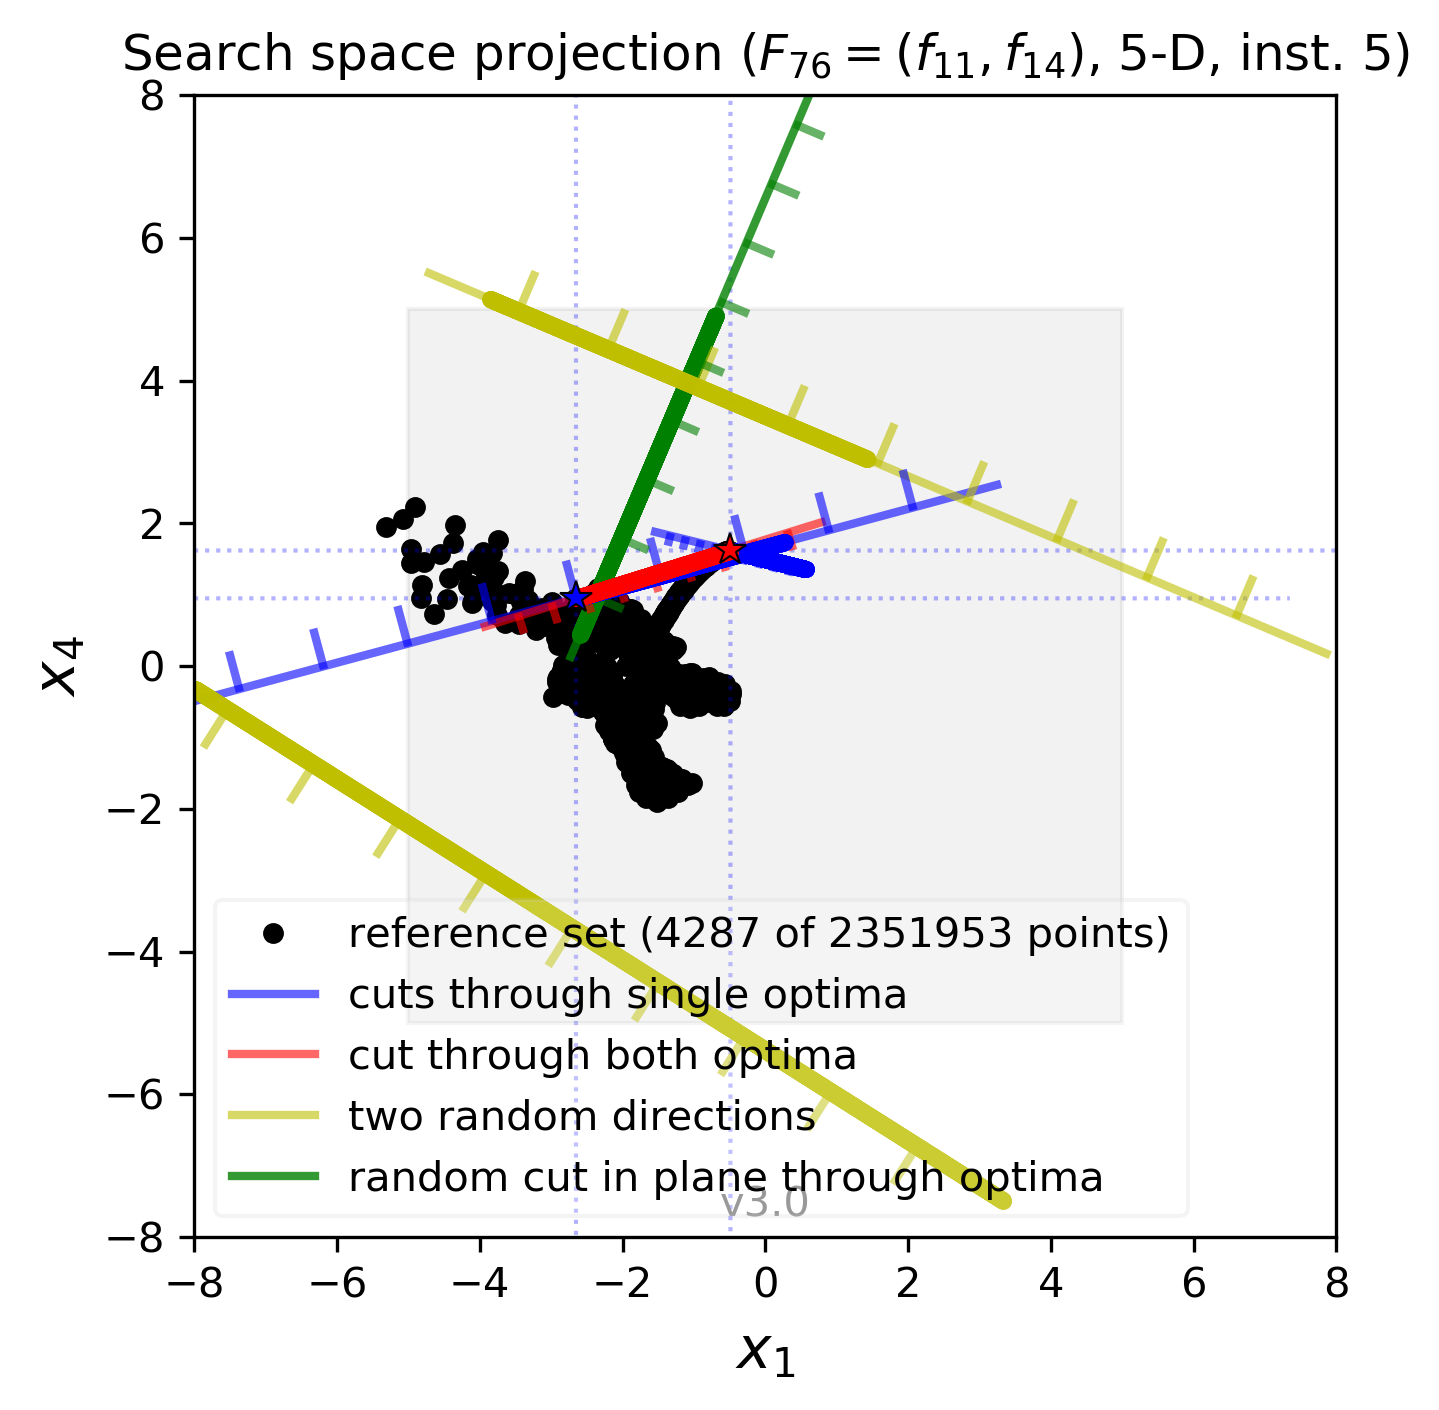 Search space projection (F₇₆ = (f₁₁, f₁₄), 5-D, inst. 5)
8
6
4
2
0
−2
−4
−6
−8
x₄
reference set (4287 of 2351953 points)
cuts through single optima
cut through both optima
two random directions
random cut in plane through optima
v3.0
−8 −6 −4 −2 0 2 4 6 8
x₁